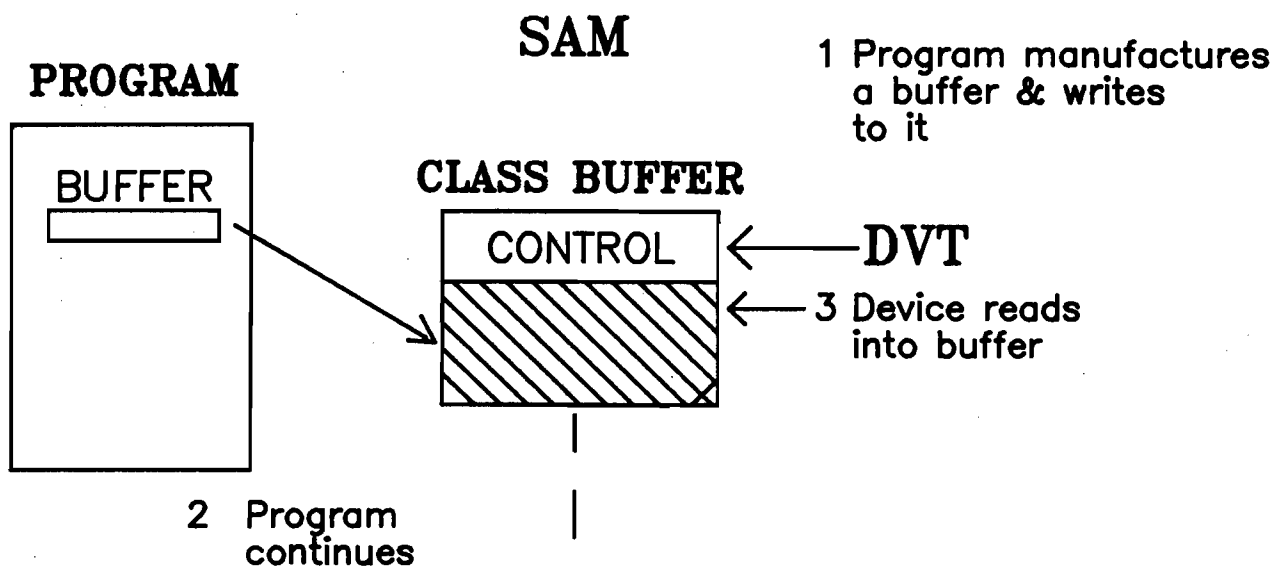 SAM
PROGRAM
1 Program manufactures
a buffer & writes
to it
BUFFER
CLASS BUFFER
CONTROL
DVT
3 Device reads
into buffer
2 Program
continues